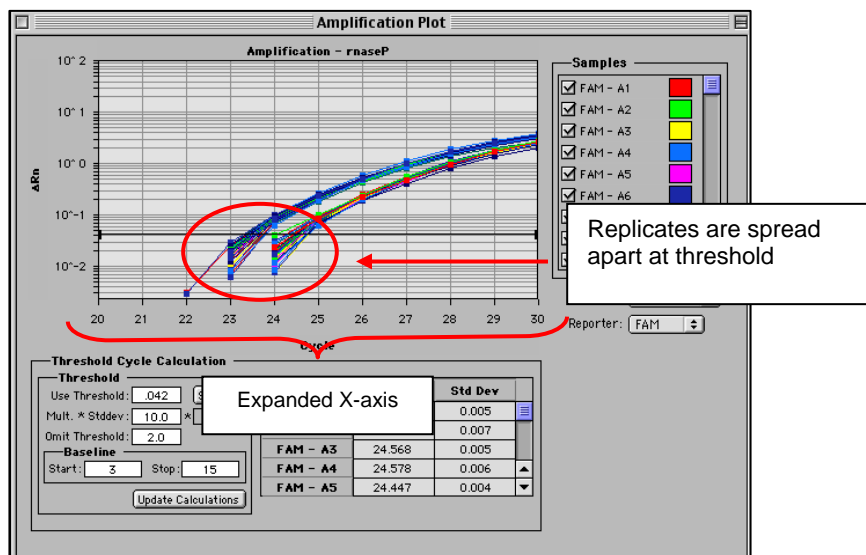 Amplification Plot
Amplification - rnaseP
10^ 2
10^ 1
10^ 0
10^-1
10^-2
ΔRn
20 21 22 23 24 25 26 27 28 29 30
Cycle
Samples
FAM - A1
FAM - A2
FAM - A3
FAM - A4
FAM - A5
FAM - A6
Replicates are spread
apart at threshold
Reporter: FAM
Expanded X-axis
Threshold Cycle Calculation
Threshold
Use Threshold: .042
Mult. * Stddev: 10.0 *
Omit Threshold: 2.0
Baseline
Start: 3 Stop: 15
Update Calculations
Std Dev
0.005
0.007
FAM - A3 24.568 0.005
FAM - A4 24.578 0.006
FAM - A5 24.447 0.004